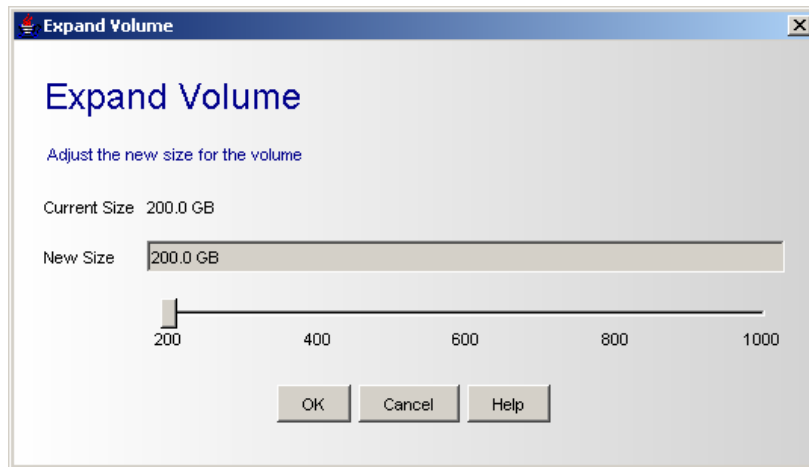 Expand Volume
Expand Volume
Adjust the new size for the volume
Current Size 200.0 GB
New Size 200.0 GB
200 400 600 800 1000
OK Cancel Help